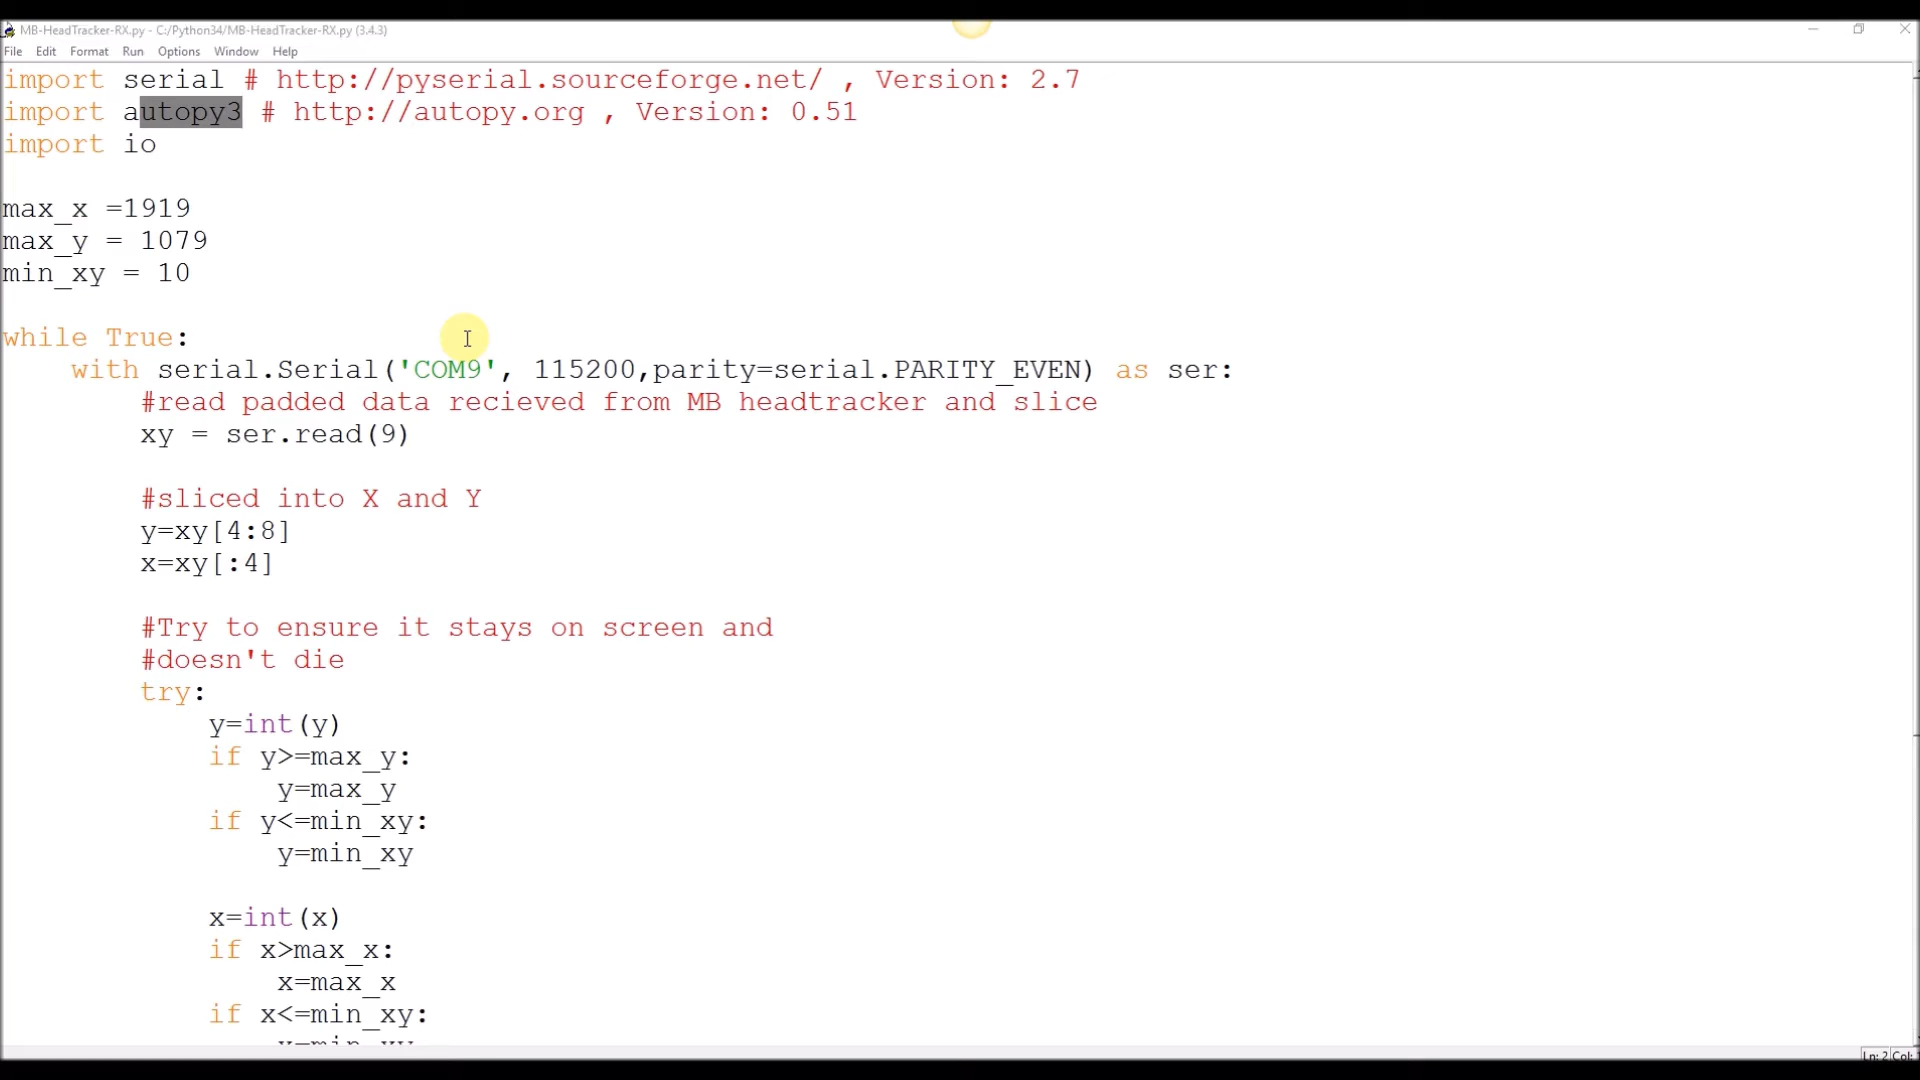 MB-HeadTracker-RX.py - C:/Python34/MB-HeadTracker-RX.py (3.4.3)
File Edit Format Run Options Window Help
import serial # http://pyserial.sourceforge.net/ , Version: 2.7
import autopy3 # http://autopy.org , Version: 0.51
import io
max_x =1919
max_y = 1079
min_xy = 10
while True:
with serial.Serial('COM9', 115200,parity=serial.PARITY_EVEN) as ser:
#read padded data recieved from MB headtracker and slice
xy = ser.read(9)
#sliced into X and Y
y=xy[4:8]
x=xy[:4]
#Try to ensure it stays on screen and
#doesn't die
try:
y=int(y)
if y>=max_y:
y=max_y
if y<=min_xy:
y=min_xy
x=int(x)
if x>max_x:
x=max_x
if x<=min_xy:
x=min_xy
Ln: 2 Col: